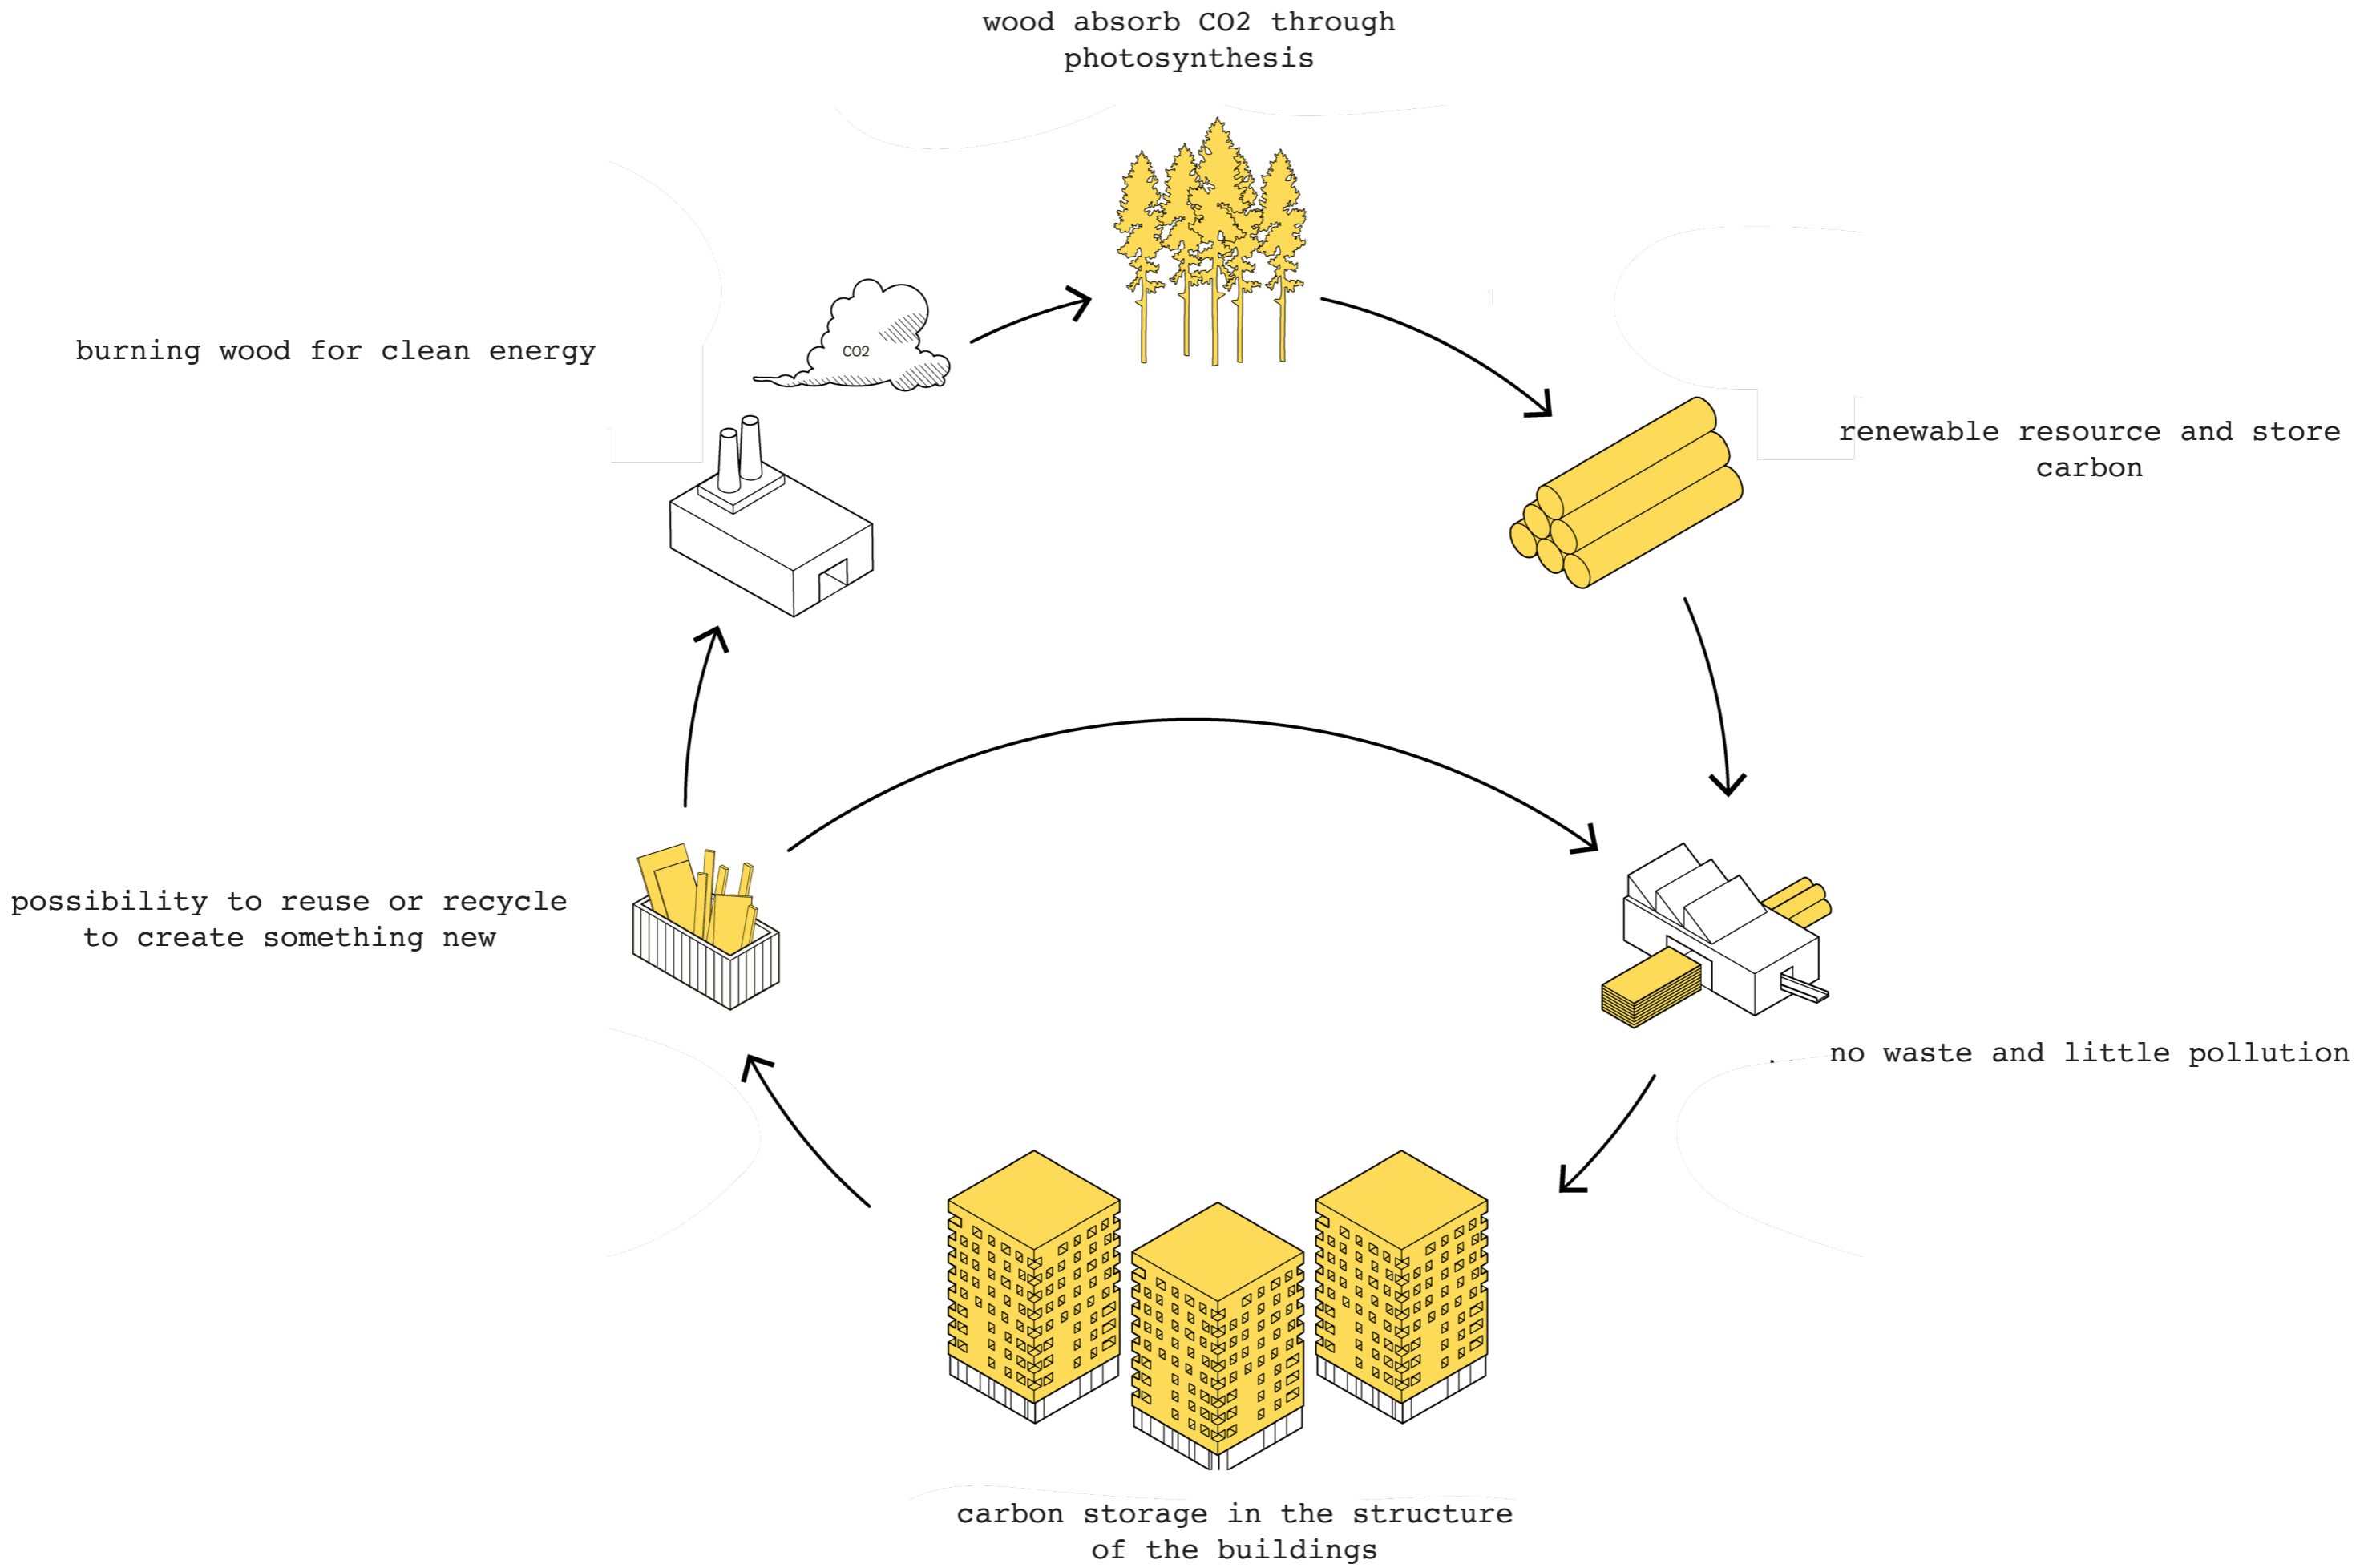 wood absorb CO2 through
photosynthesis
burning wood for clean energy
CO2
renewable resource and store
carbon
possibility to reuse or recycle
to create something new
no waste and little pollution
carbon storage in the structure
of the buildings